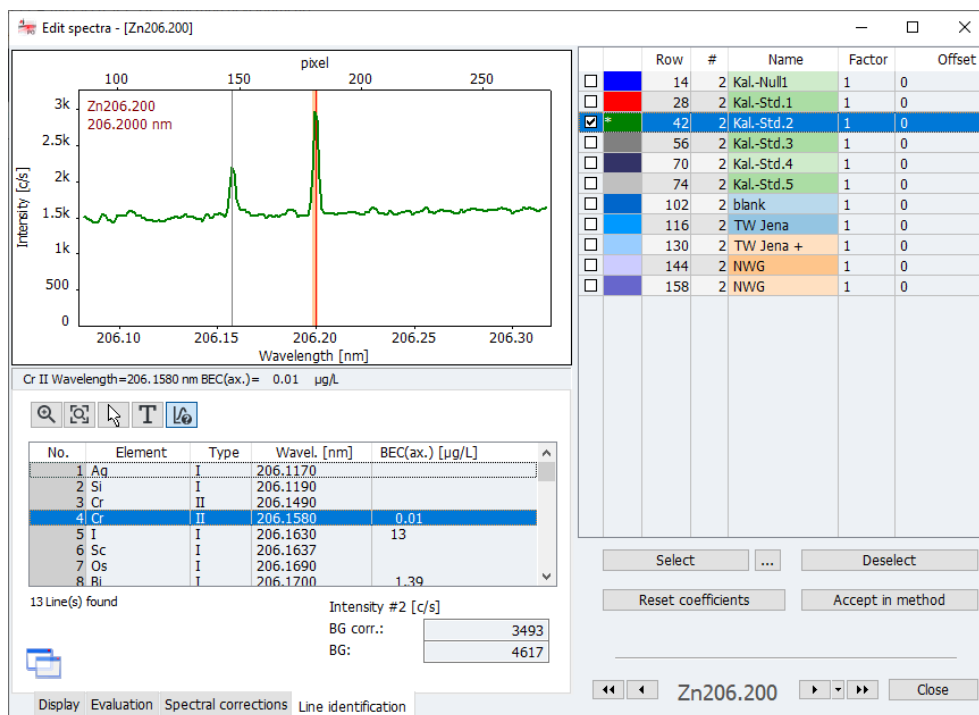 Edit spectra - [Zn206.200]
pixel
100 150 200 250
Zn206.200
206.2000 nm
3k
2.5k
2k
1.5k
1k
500
0
Intensity [c/s]
206.10 206.15 206.20 206.25 206.30
Wavelength [nm]
Cr II Wavelength=206.1580 nm BEC(ax.)= 0.01 µg/L
T
No. Element Type Wavel. [nm] BEC(ax.) [µg/L]
1 Ag I 206.1170
2 Si I 206.1190
3 Cr II 206.1490
4 Cr II 206.1580 0.01
5 I I 206.1630 13
6 Sc I 206.1637
7 Os I 206.1690
8 Bi I 206.1700 1.39
13 Line(s) found
Intensity #2 [c/s]
BG corr.: 3493
BG: 4617
Display Evaluation Spectral corrections Line identification
Row # Name Factor Offset
14 2 Kal.-Null1 1 0
28 2 Kal.-Std.1 1 0
* 42 2 Kal.-Std.2 1 0
56 2 Kal.-Std.3 1 0
70 2 Kal.-Std.4 1 0
74 2 Kal.-Std.5 1 0
102 2 blank 1 0
116 2 TW Jena 1 0
130 2 TW Jena + 1 0
144 2 NWG 1 0
158 2 NWG 1 0
Select ... Deselect
Reset coefficients Accept in method
Zn206.200 Close